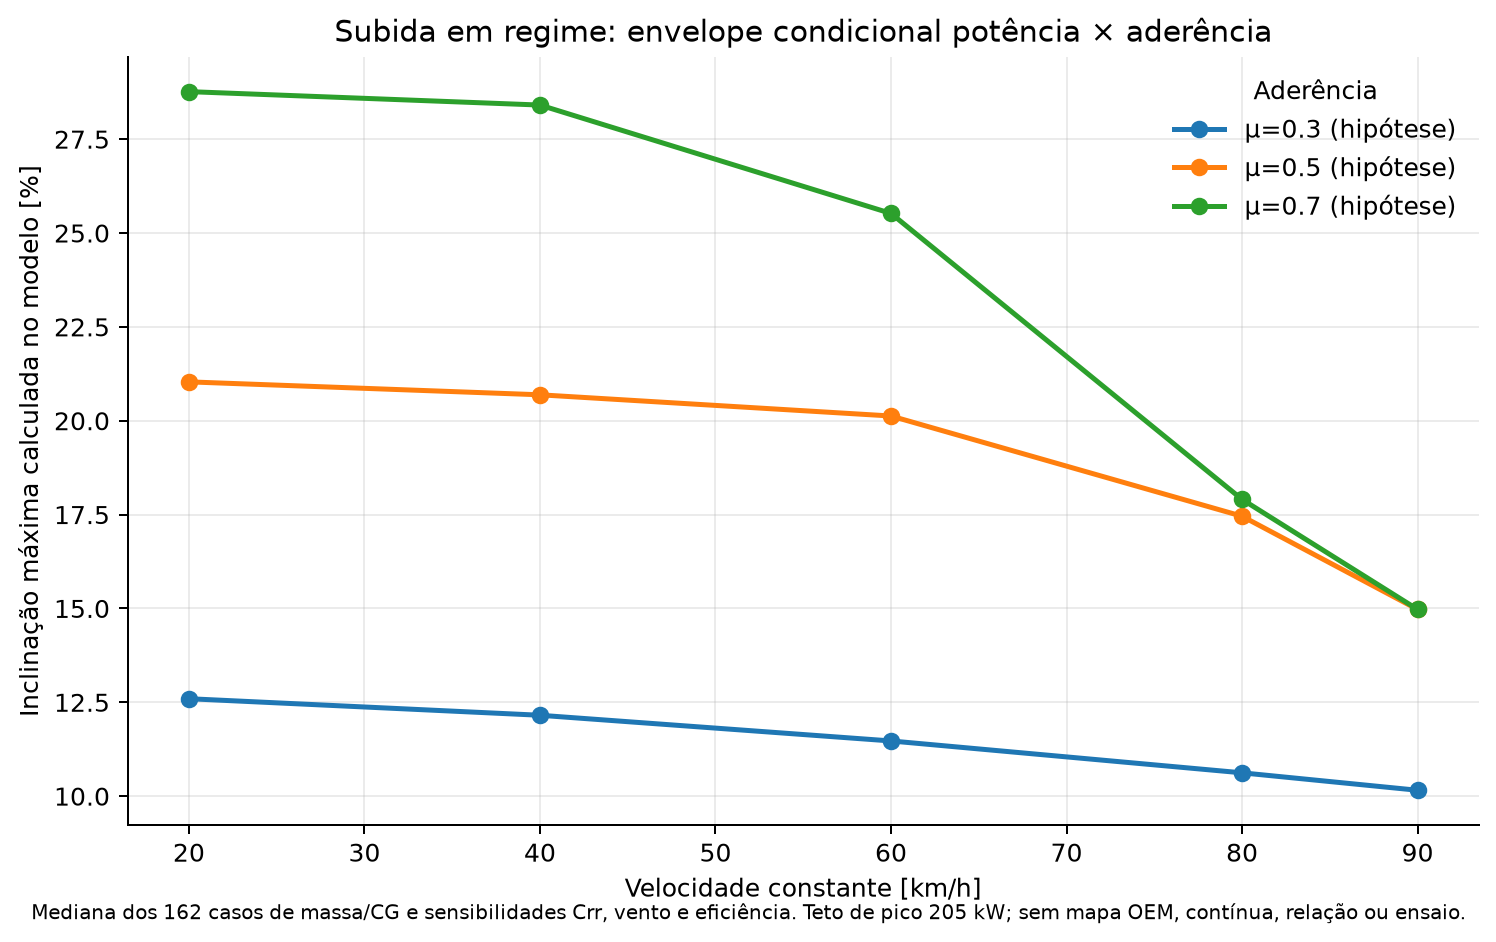 Subida em regime: envelope condicional potência × aderência
Inclinação máxima calculada no modelo [%]
27.5
25.0
22.5
20.0
17.5
15.0
12.5
10.0
Aderência
μ=0.3 (hipótese)
μ=0.5 (hipótese)
μ=0.7 (hipótese)
20 30 40 50 60 70 80 90
Velocidade constante [km/h]
Mediana dos 162 casos de massa/CG e sensibilidades Crr, vento e eficiência. Teto de pico 205 kW; sem mapa OEM, contínua, relação ou ensaio.